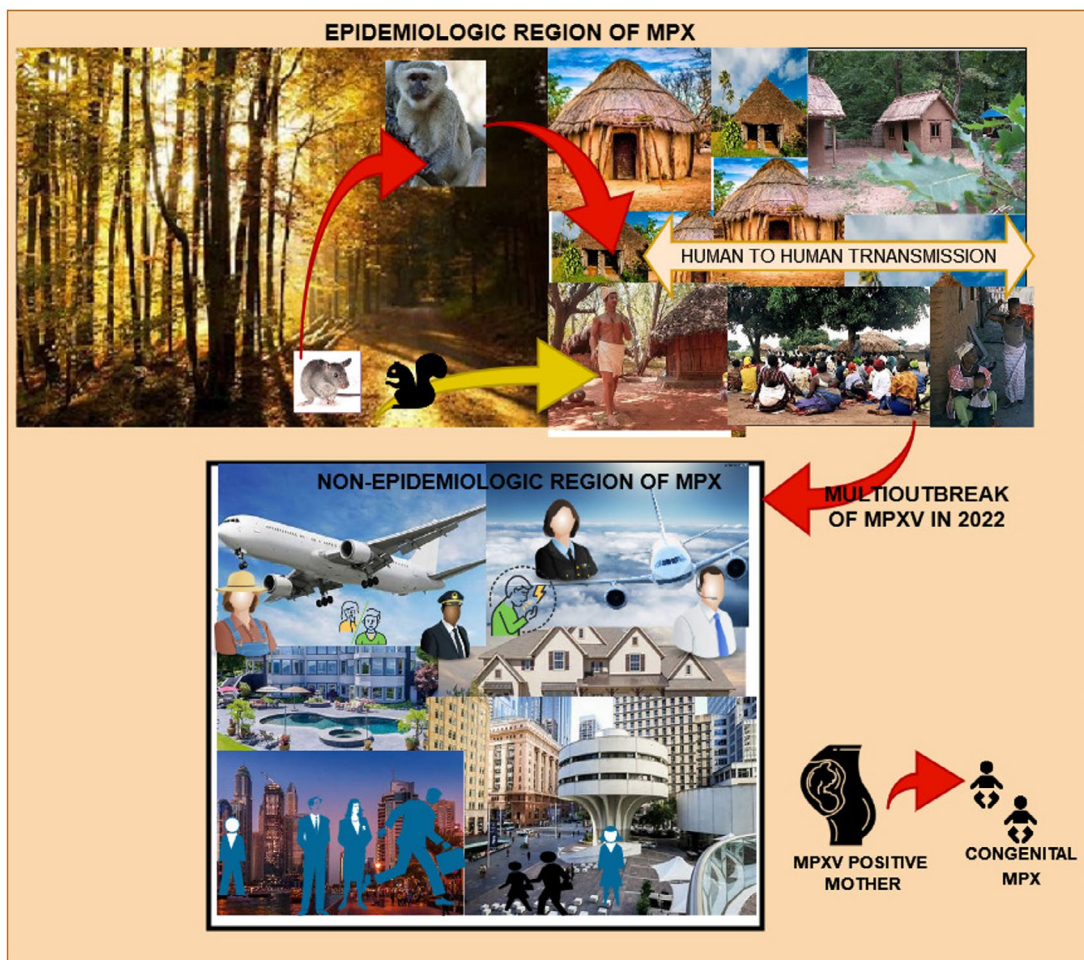 EPIDEMIOLOGIC REGION OF MPX
HUMAN TO HUMAN TRNANSMISSION
NON-EPIDEMIOLOGIC REGION OF MPX
MULTIOUTBREAK
OF MPXV IN 2022
MPXV POSITIVE
MOTHER
CONGENITAL
MPX